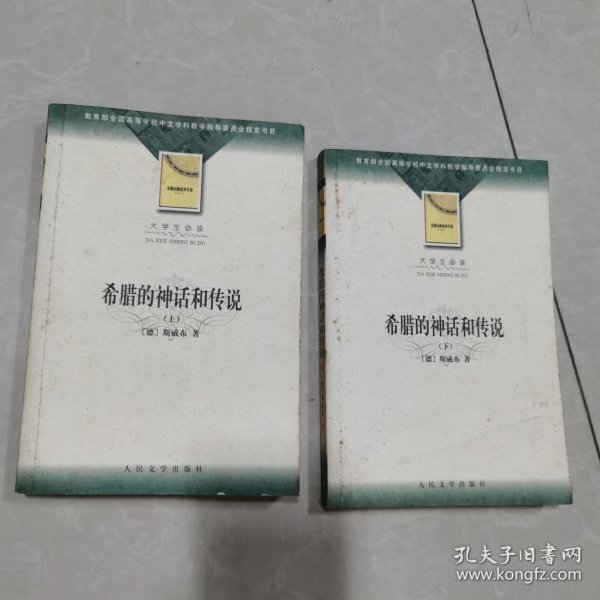 教育部全国高等学校中文学科教学指导委员会指定书目
大学生必读
DA XUE SHENG BI DU
希腊的神话和传说
(上)
〔德〕斯威布 著
人民文学出版社
教育部全国高等学校中文学科教学指导委员会指定书目
大学生必读
DA XUE SHENG BI DU
希腊的神话和传说
(下)
〔德〕斯威布 著
人民文学出版社
孔夫子旧书网
www.kongfz.com